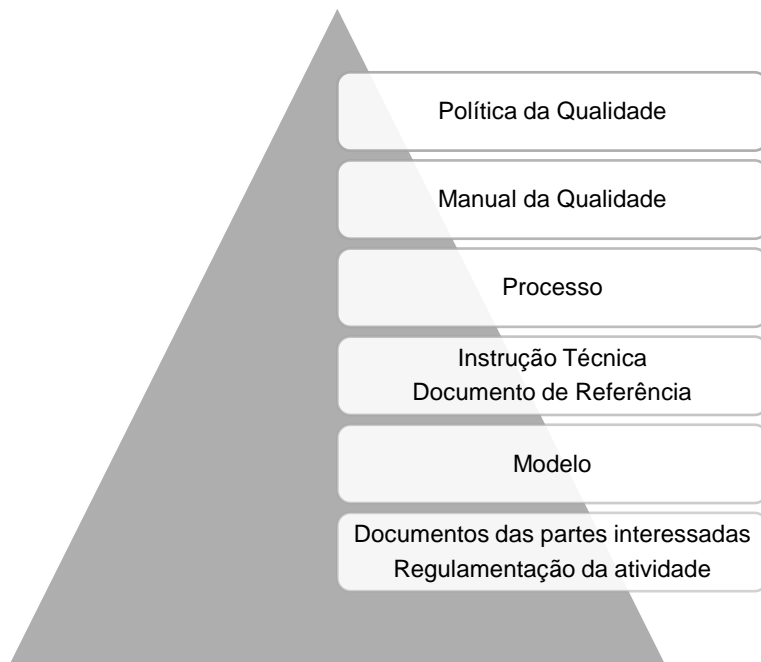 Política da Qualidade
Manual da Qualidade
Processo
Instrução Técnica
Documento de Referência
Modelo
Documentos das partes interessadas
Regulamentação da atividade